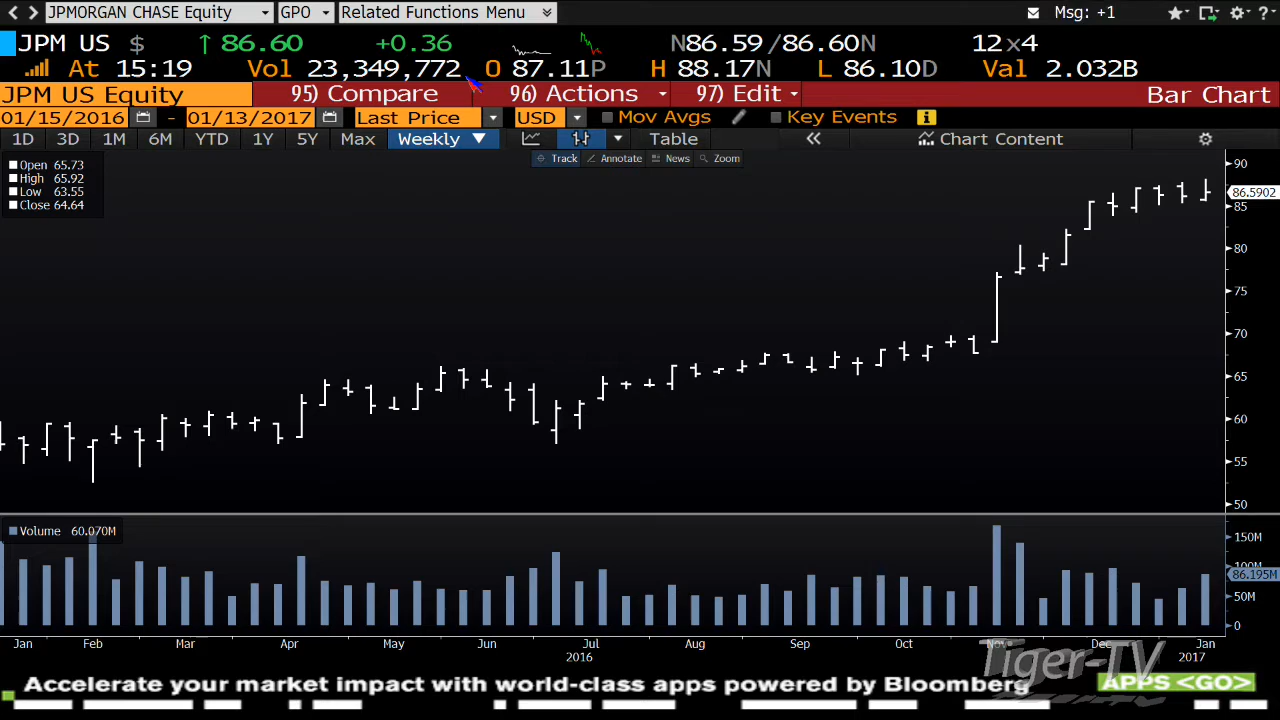 JPMORGAN CHASE Equity GPO Related Functions Menu Msg: +1 ?
JPM US $ ↑ 86.60 +0.36 N86.59 /86.60N 12x4
At 15:19 Vol 23,349,772 O 87.11P H 88.17N L 86.10D Val 2.032B
JPM US Equity 95) Compare 96) Actions 97) Edit Bar Chart
01/15/2016 - 01/13/2017 Last Price USD Mov Avgs Key Events i
1D 3D 1M 6M YTD 1Y 5Y Max Weekly ▼ Table « Chart Content
Track Annotate News Zoom
Open 65.73
High 65.92
Low 63.55
Close 64.64
90
86.5902
85
80
75
70
65
60
55
50
Volume 60.070M
150M
100M
86.195M
50M
0
Jan Feb Mar Apr May Jun Jul Aug Sep Oct Nov Dec Jan
2016 2017
Tiger-TV
Accelerate your market impact with world-class apps powered by Bloomberg APPS <GO>